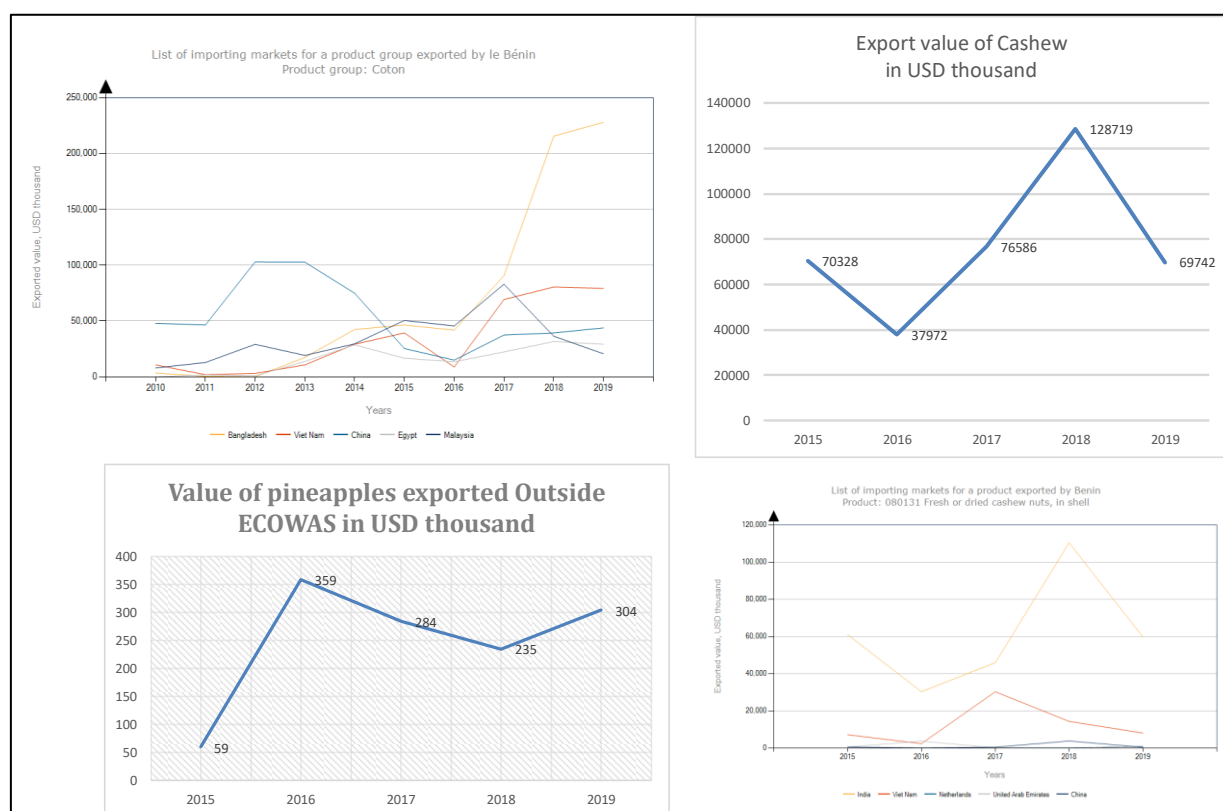 List of importing markets for a product group exported by le Bénin
Product group: Coton
250,000
200,000
150,000
100,000
50,000
0
Exported value, USD thousand
2010 2011 2012 2013 2014 2015 2016 2017 2018 2019
Years
Bangladesh Viet Nam China Egypt Malaysia
Export value of Cashew
in USD thousand
140000
120000
100000
80000
60000
40000
20000
0
70328
37972
76586
128719
69742
2015 2016 2017 2018 2019
Value of pineapples exported Outside
ECOWAS in USD thousand
400
350
300
250
200
150
100
50
0
59
359
284
235
304
2015 2016 2017 2018 2019
List of importing markets for a product exported by Benin
Product: 080131 Fresh or dried cashew nuts, in shell
120,000
100,000
80,000
60,000
40,000
20,000
0
Exported value, USD thousand
2015 2016 2017 2018 2019
Years
India Viet Nam Netherlands United Arab Emirates China